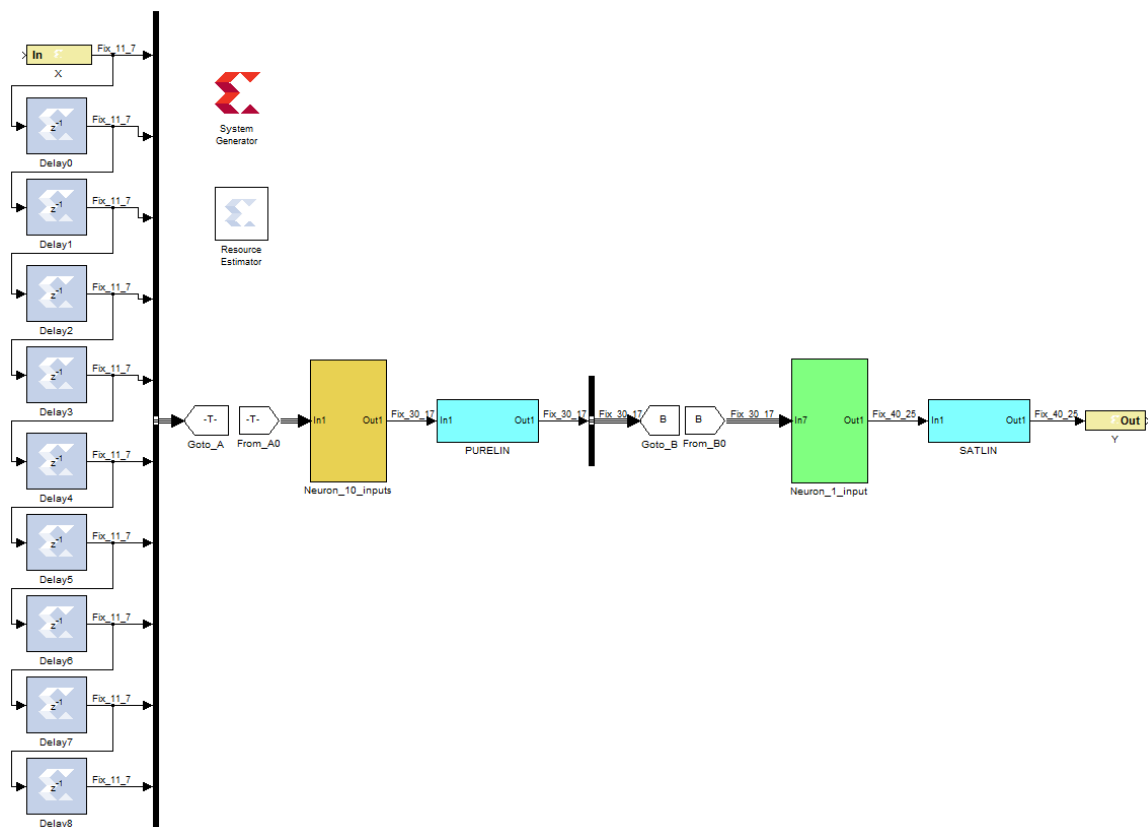 In
X
Fix_11_7
z-1
Delay0
Fix_11_7
z-1
Delay1
Fix_11_7
z-1
Delay2
Fix_11_7
z-1
Delay3
Fix_11_7
z-1
Delay4
Fix_11_7
z-1
Delay5
Fix_11_7
z-1
Delay6
Fix_11_7
z-1
Delay7
Fix_11_7
z-1
Delay8
Fix_11_7
System
Generator
Resource
Estimator
-T-
Goto_A
-T-
From_A0
In1
Out1
Neuron_10_inputs
Fix_30_17
In1
Out1
PURELIN
Fix_30_17
Fix_30_17
B
Goto_B
B
From_B0
Fix_30_17
In7
Out1
Neuron_1_input
Fix_40_25
In1
Out1
SATLIN
Fix_40_25
Out
Y